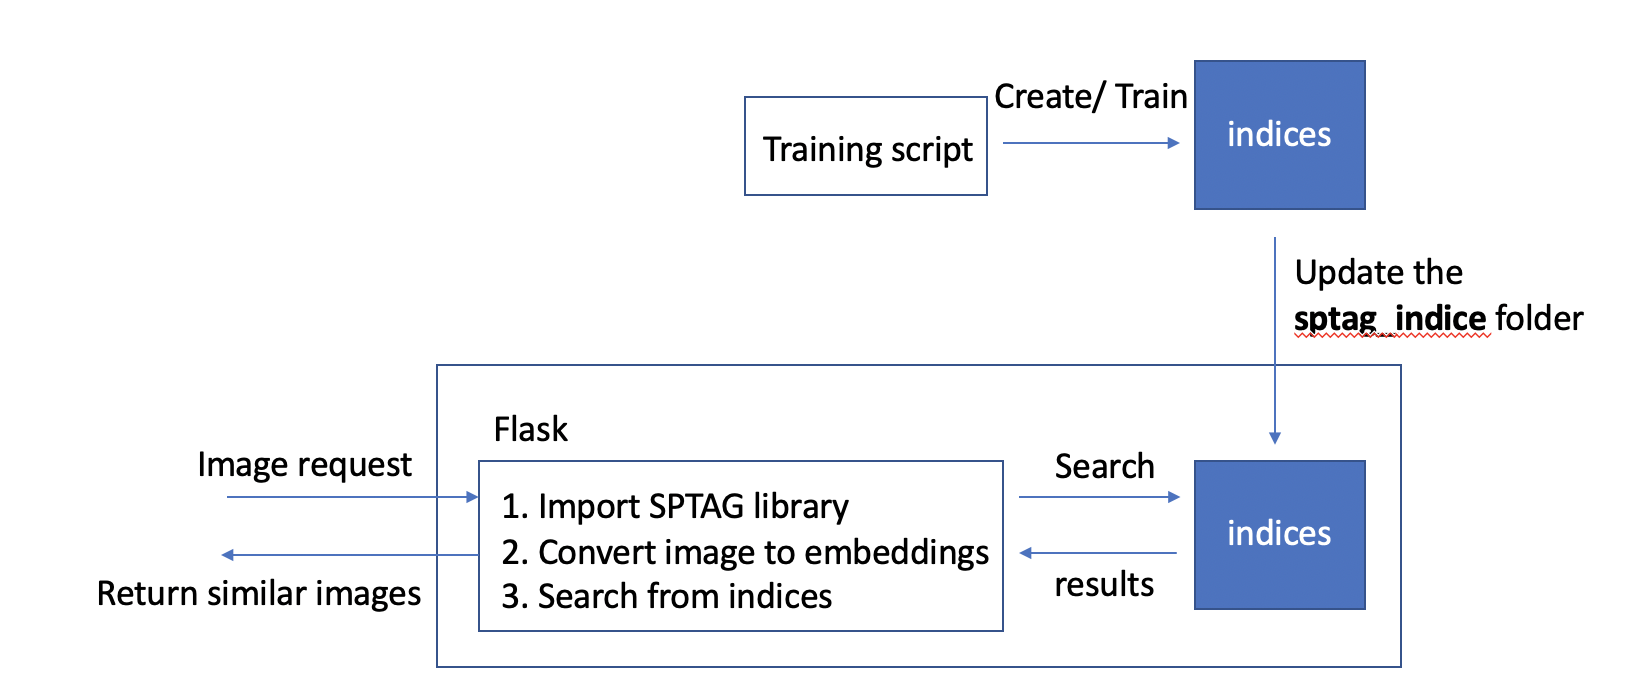 Create/ Train
Training script
indices
Update the
sptag_indice folder
Flask
Image request
Search
1. Import SPTAG library
2. Convert image to embeddings
3. Search from indices
indices
Return similar images
results